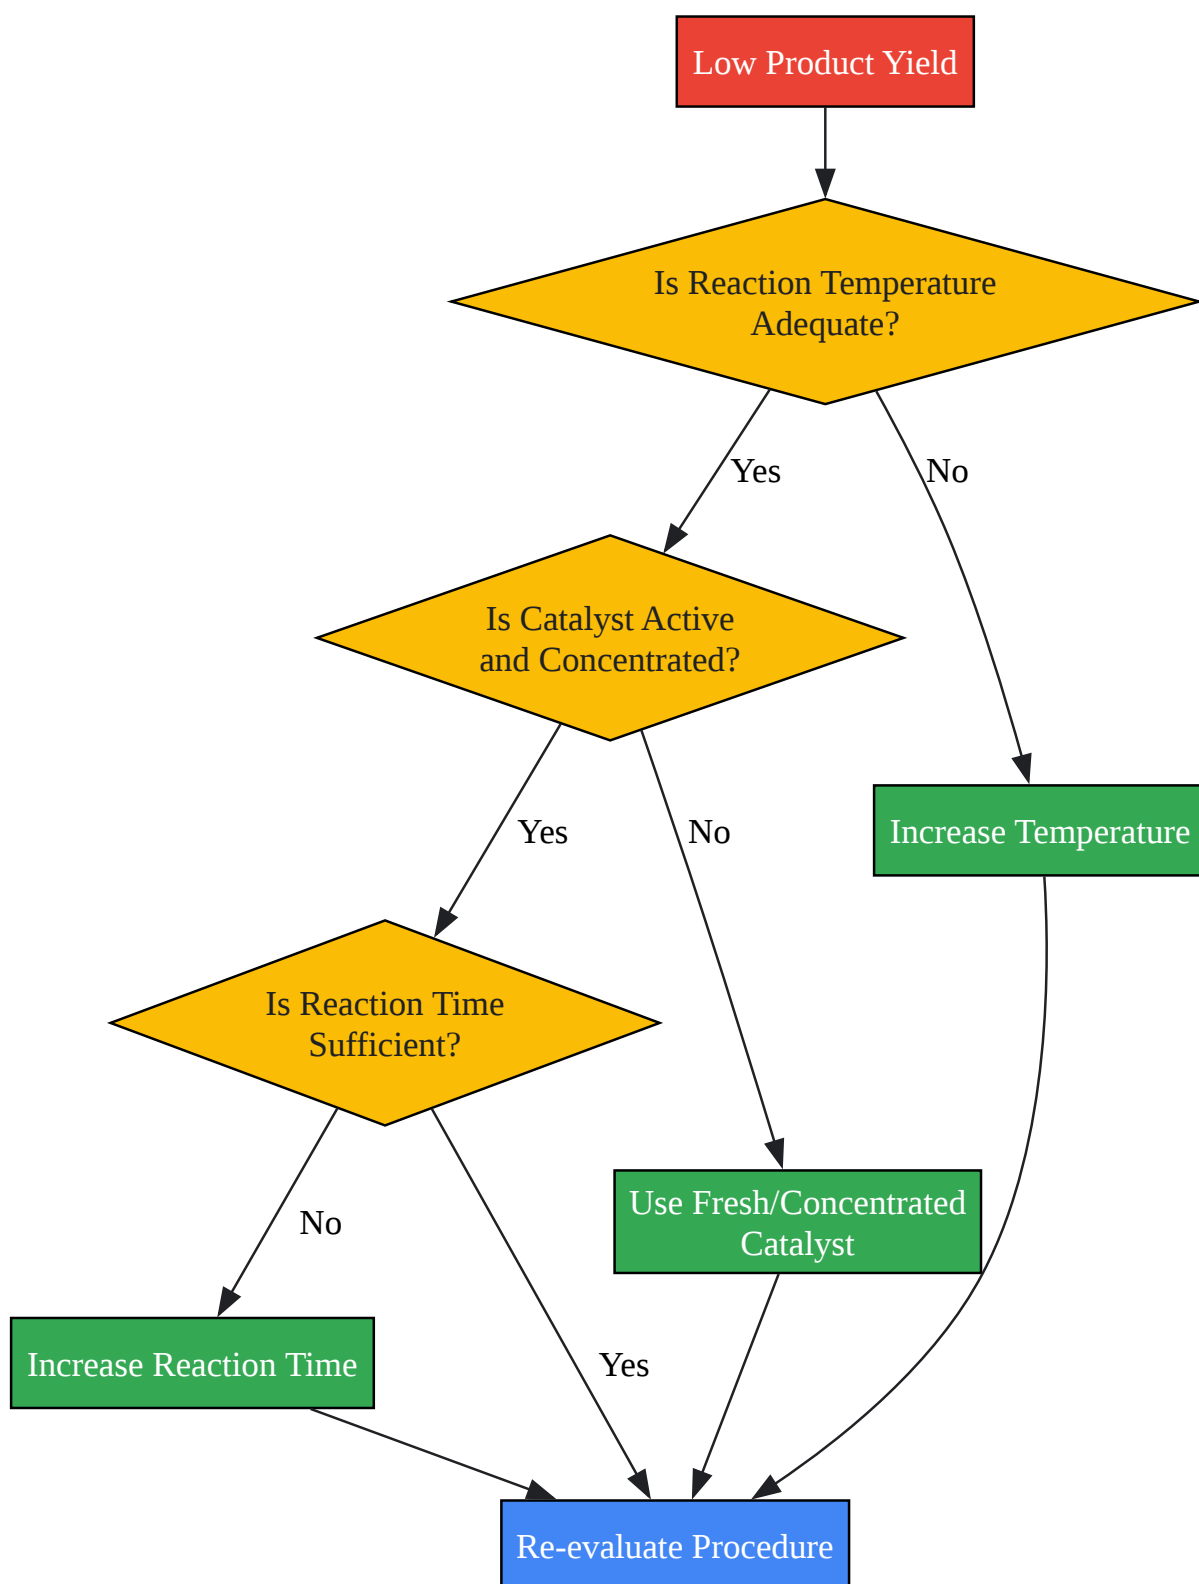 Low Product Yield
Is Reaction Temperature
Adequate?
Yes
No
Is Catalyst Active
and Concentrated?
Yes
No
Increase Temperature
Is Reaction Time
Sufficient?
Use Fresh/Concentrated
Catalyst
No
Increase Reaction Time
Yes
Re-evaluate Procedure